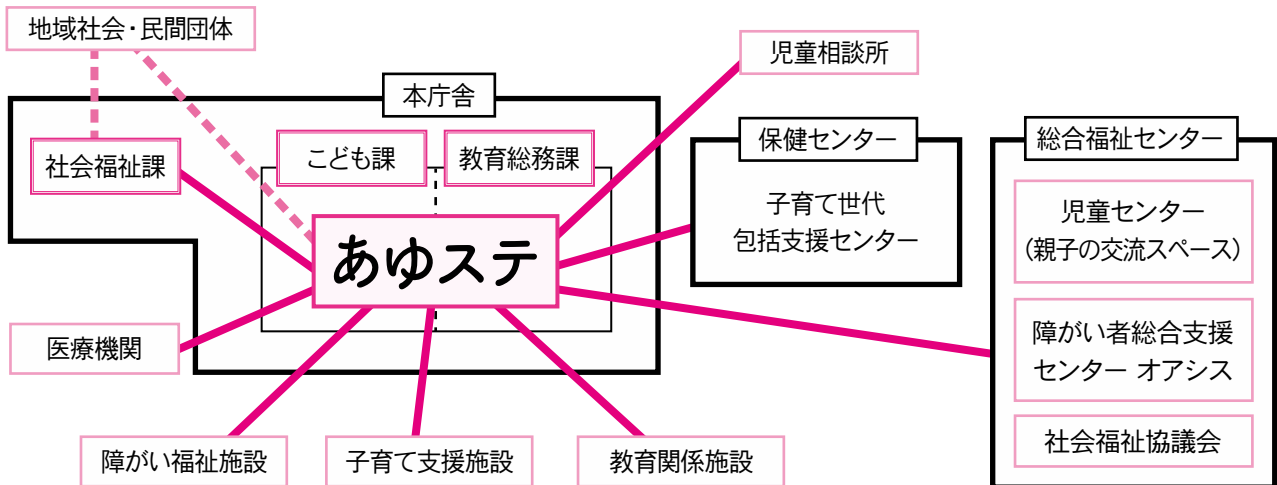 地域社会・民間団体
児童相談所
本庁舎
社会福祉課
こども課
教育総務課
保健センター
子育て世代
包括支援センター
総合福祉センター
児童センター
(親子の交流スペース)
障がい者総合支援
センター オアシス
社会福祉協議会
あゆステ
医療機関
障がい福祉施設
子育て支援施設
教育関係施設